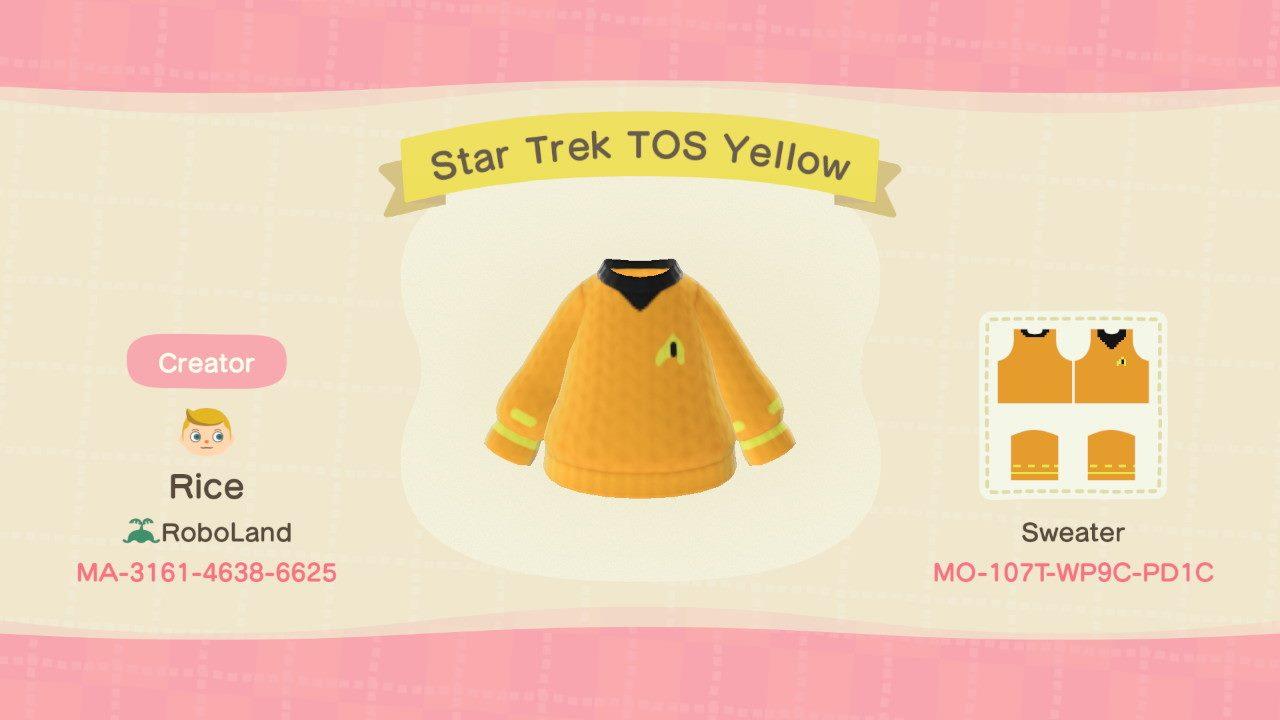 Star Trek TOS Yellow
Creator
Rice
RoboLand
MA-3161-4638-6625
Sweater
MO-107T-WP9C-PD1C